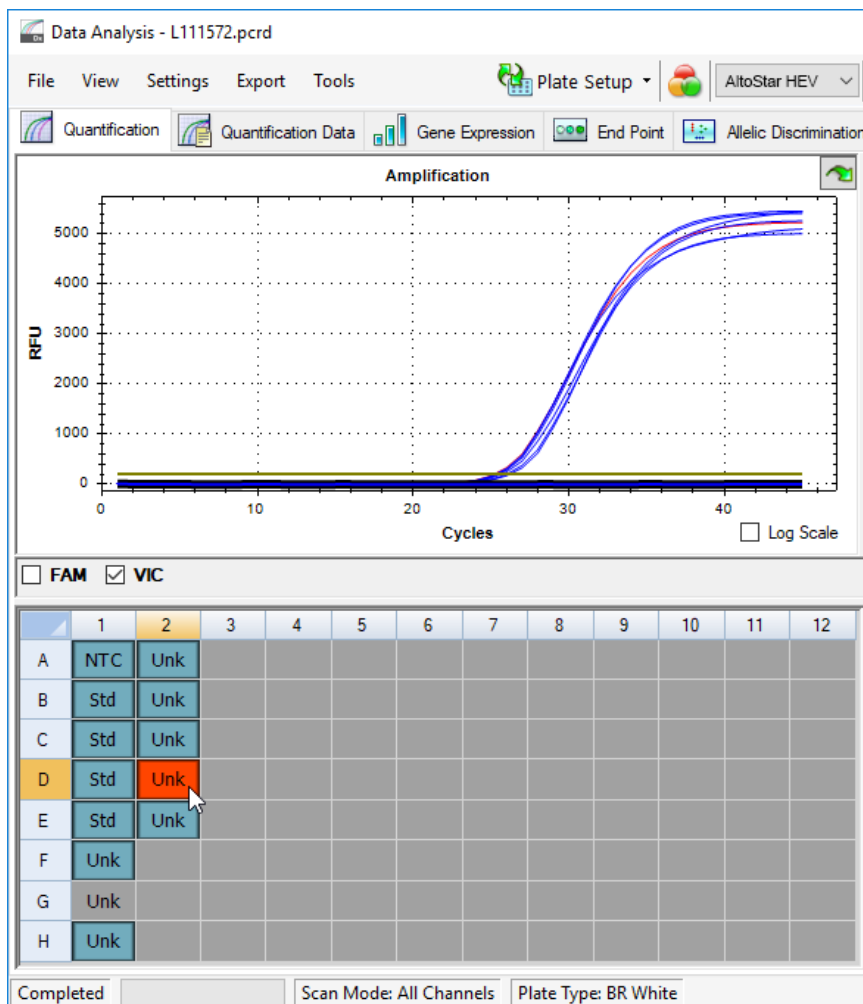 Data Analysis - L111572.pcrd
File View Settings Export Tools Plate Setup AltoStar HEV
Quantification Quantification Data Gene Expression End Point Allelic Discrimination
Amplification
5000
4000
3000
2000
1000
0
RFU
0 10 20 30 40
Cycles
Log Scale
FAM VIC
1 2 3 4 5 6 7 8 9 10 11 12
A NTC Unk
B Std Unk
C Std Unk
D Std Unk
E Std Unk
F Unk
G Unk
H Unk
Completed Scan Mode: All Channels Plate Type: BR White